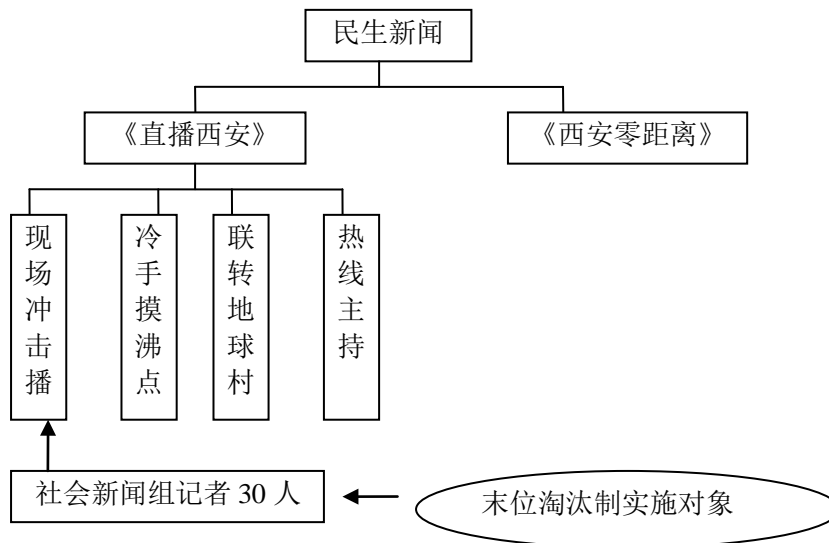 民生新闻
《直播西安》
《西安零距离》
现场冲击播
冷手摸沸点
联转地球村
热线主持
社会新闻组记者 30 人
末位淘汰制实施对象